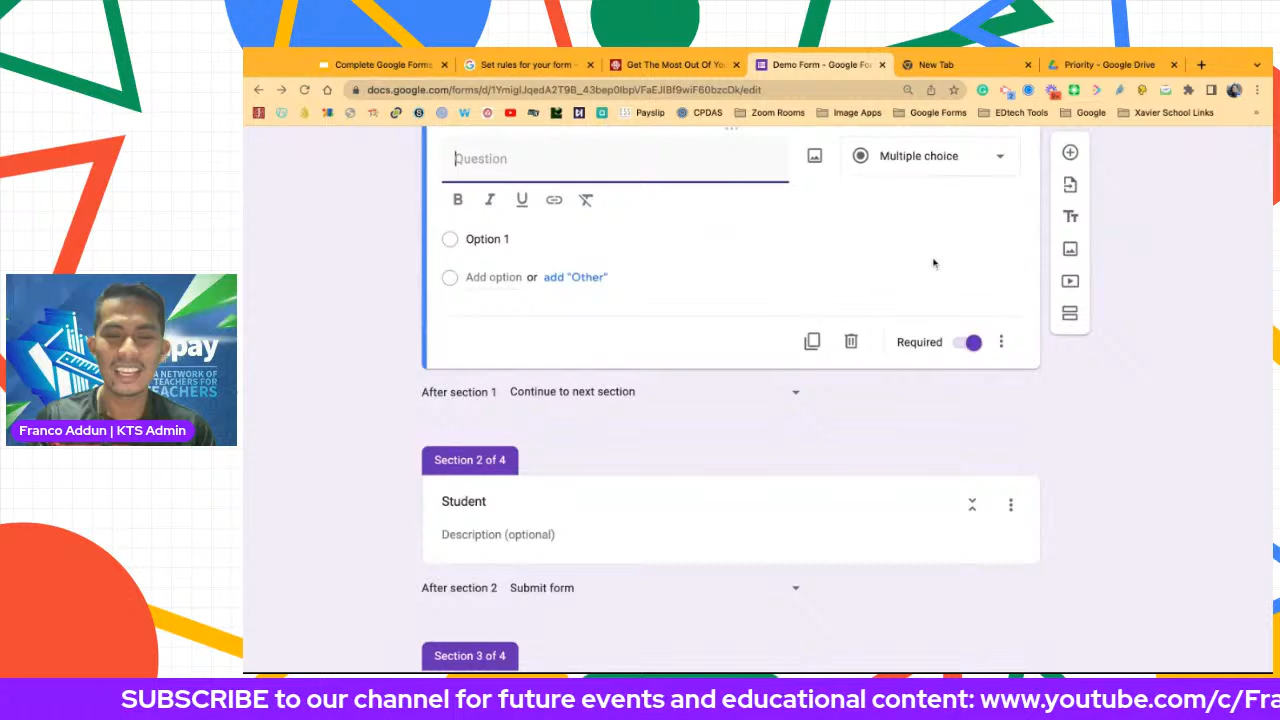 Complete Google Forms
Set rules for your form -
Get The Most Out Of Yo
Demo Form - Google Fo
New Tab
Priority - Google Drive
docs.google.com/forms/d/1YmigIJqedA2T9B_43bep0lbpVFaEJIBf9wiF60bzcDk/edit
Payslip
CPDAS
Zoom Rooms
Image Apps
Google Forms
EDtech Tools
Google
Xavier School Links
Question
Multiple choice
B I U
Option 1
Add option or add "Other"
Required
After section 1 Continue to next section
Section 2 of 4
Student
Description (optional)
After section 2 Submit form
Section 3 of 4
pay
A NETWORK OF
TEACHERS FOR
TEACHERS
Franco Addun | KTS Admin
SUBSCRIBE to our channel for future events and educational content: www.youtube.com/c/Fra